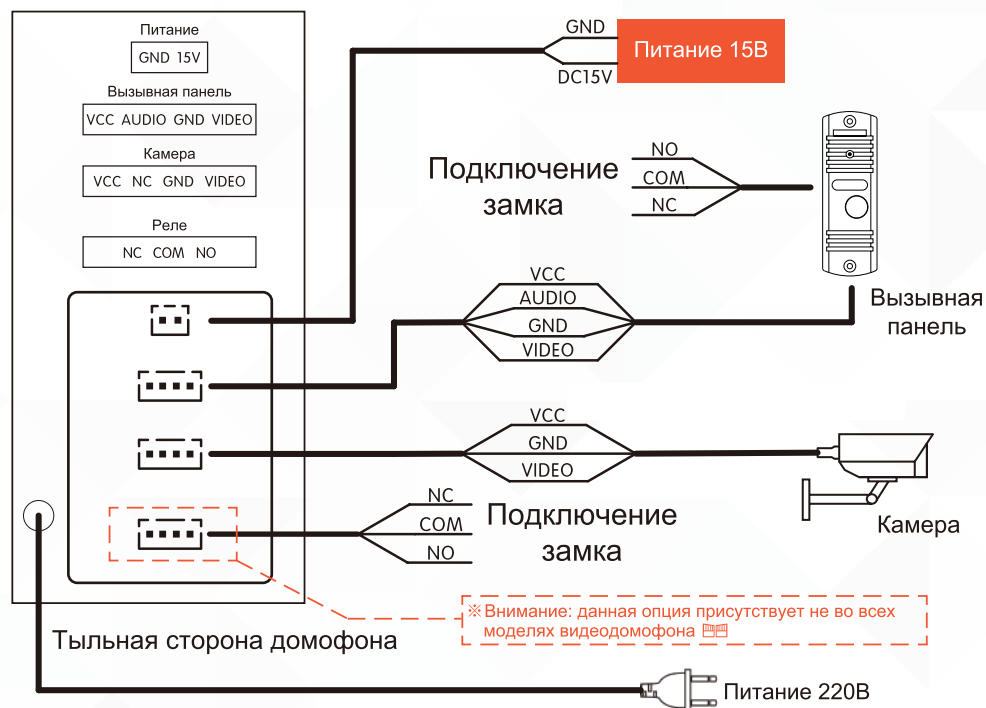 Питание
GND 15V
Вызывная панель
VCC AUDIO GND VIDEO
Камера
VCC NC GND VIDEO
Реле
NC COM NO
GND
DC15V
Питание 15В
Подключение
замка
NO
COM
NC
Вызывная
панель
VCC
AUDIO
GND
VIDEO
VCC
GND
VIDEO
Камера
NC
COM
NO
Подключение
замка
※Внимание: данная опция присутствует не во всех
моделях видеодомофона
Тыльная сторона домофона
Питание 220В